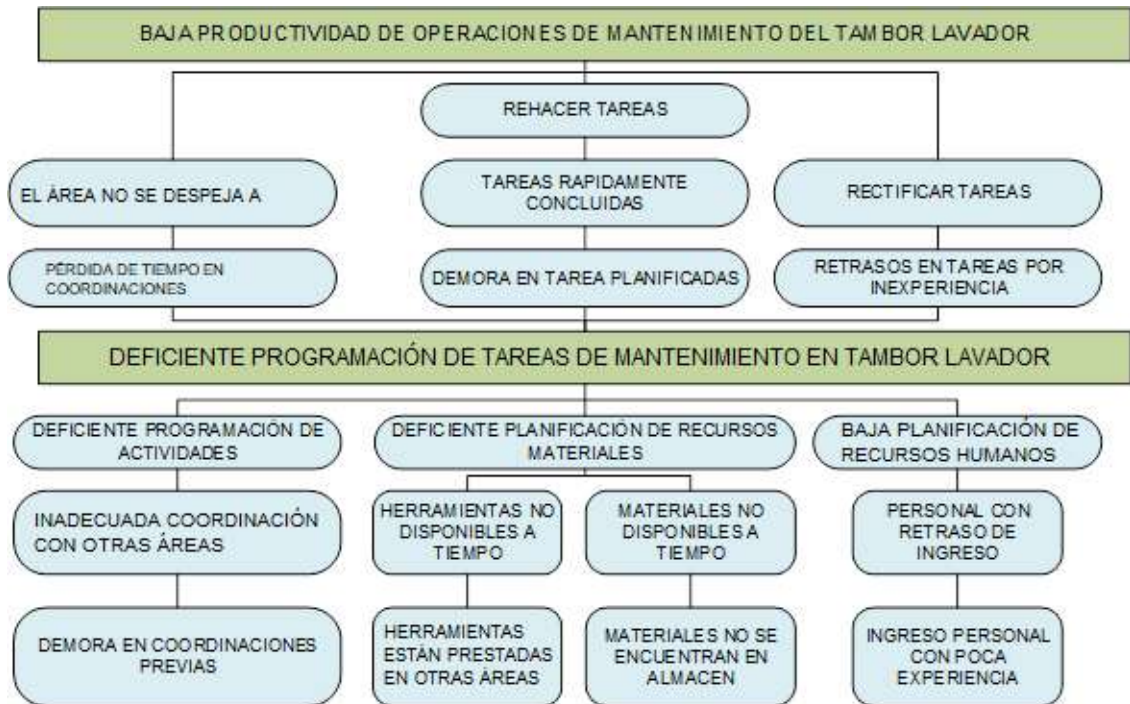 BAJA PRODUCTIVIDAD DE OPERACIONES DE MANTENIMIENTO DEL TAMBOR LAVADOR
REHACER TAREAS
EL ÁREA NO SE DESPEJA A
TAREAS RAPIDAMENTE
CONCLUIDAS
RECTIFICAR TAREAS
PÉRDIDA DE TIEMPO EN
COORDINACIONES
DEMORA EN TAREA PLANIFICADAS
RETRASOS EN TAREAS POR
INEXPERIENCIA
DEFICIENTE PROGRAMACIÓN DE TAREAS DE MANTENIMIENTO EN TAMBOR LAVADOR
DEFICIENTE PROGRAMACIÓN DE
ACTIVIDADES
DEFICIENTE PLANIFICACIÓN DE RECURSOS
MATERIALES
BAJA PLANIFICACIÓN DE
RECURSOS HUMANOS
INADECUADA COORDINACIÓN
CON OTRAS ÁREAS
HERRAMIENTAS NO
DISPONIBLES A
TIEMPO
MATERIALES NO
DISPONIBLES A
TIEMPO
PERSONAL CON
RETRASO DE
INGRESO
DEMORA EN COORDINACIONES
PREVIAS
HERRAMIENTAS
ESTÁN PRESTADAS
EN OTRAS ÁREAS
MATERIALES NO SE
ENCUENTRAN EN
ALMACEN
INGRESO PERSONAL
CON POCA
EXPERIENCIA